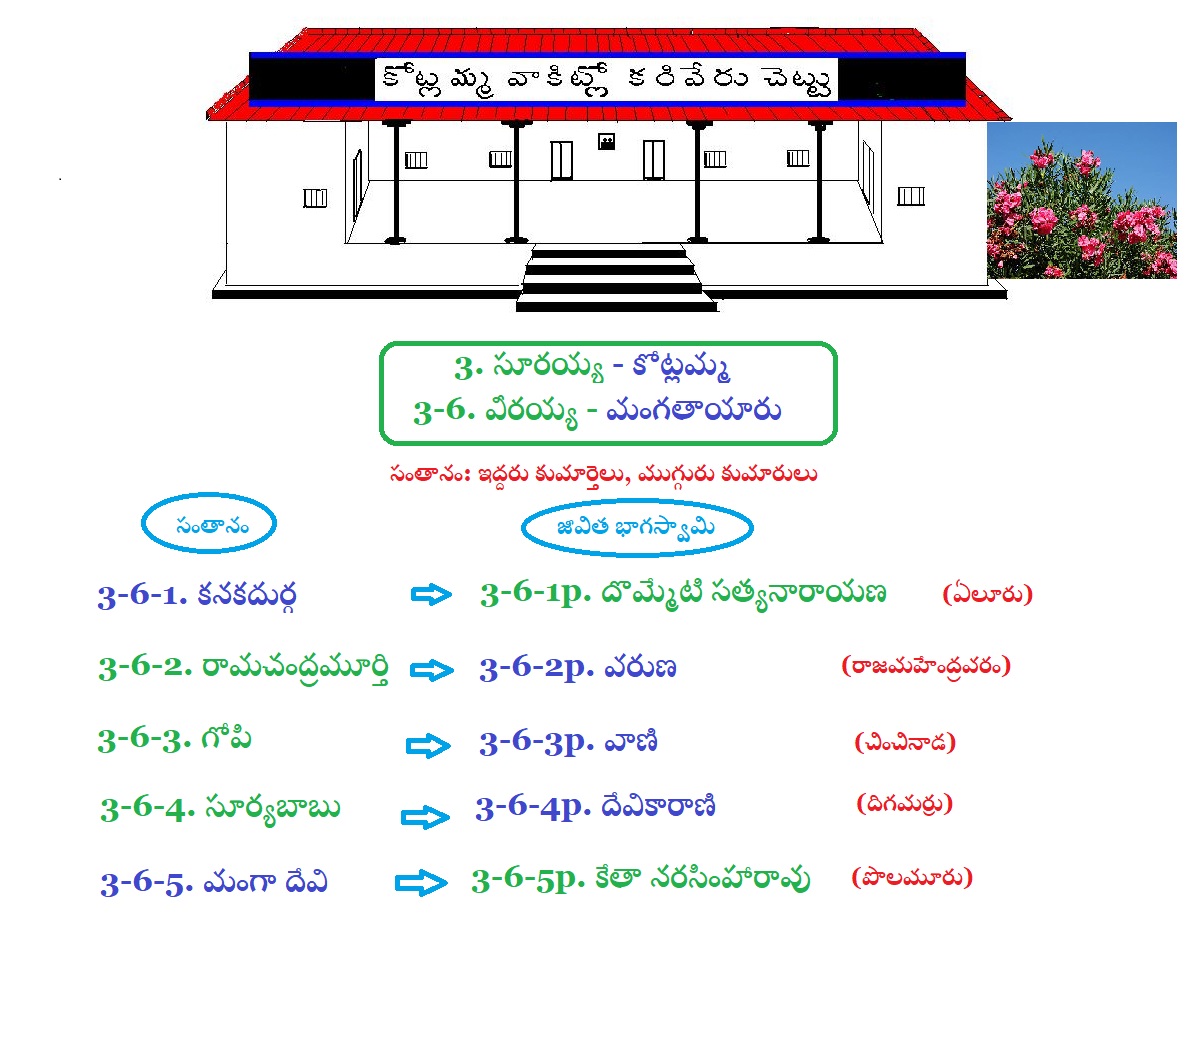 కోట్లమ్మ వాకిట్లో కరివేరు చెట్టు
3. సూరయ్య - కోట్లమ్మ
3-6. వీరయ్య - మంగతాయారు
సంతానం: ఇద్దరు కుమార్తెలు, ముగ్గురు కుమారులు
సంతానం జీవిత భాగస్వామి
3-6-1. కనకదుర్గ 3-6-1p. దొమ్మేటి సత్యనారాయణ (ఏలూరు)
3-6-2. రామచంద్రమూర్తి 3-6-2p. వరుణ (రాజమహేంద్రవరం)
3-6-3. గోపి 3-6-3p. వాణి (చించినాడ)
3-6-4. సూర్యబాబు 3-6-4p. దేవికారాణి (దిగమర్రు)
3-6-5. మంగా దేవి 3-6-5p. కేతా నరసింహారావు (పొలమూరు)